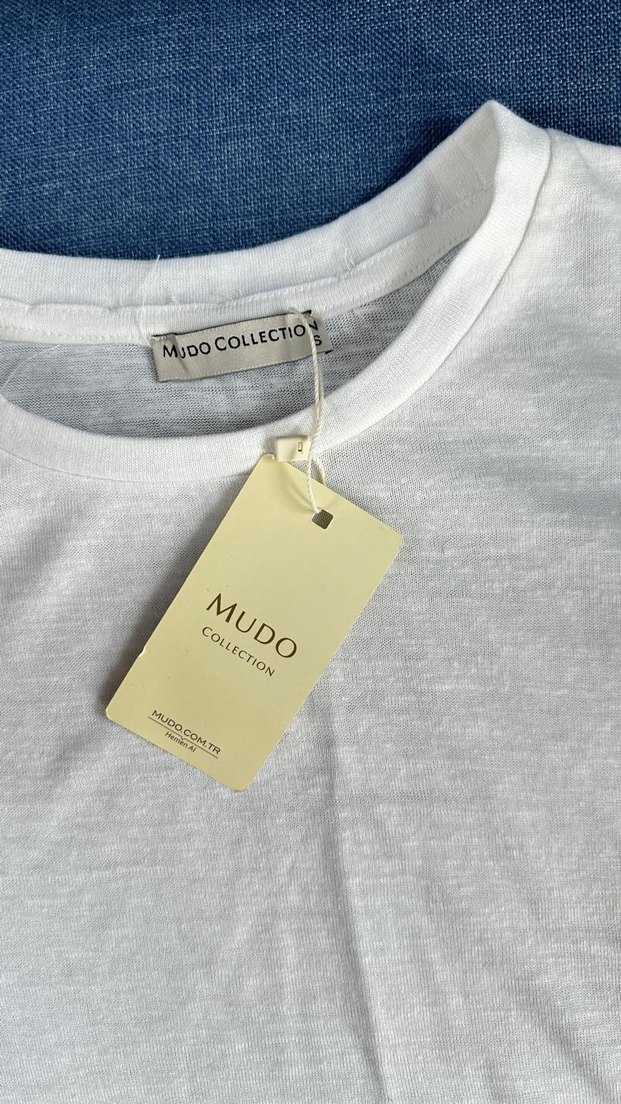 MUDO COLLECTION
S
MUDO
COLLECTION
MUDO.COM.TR
Hemen Al